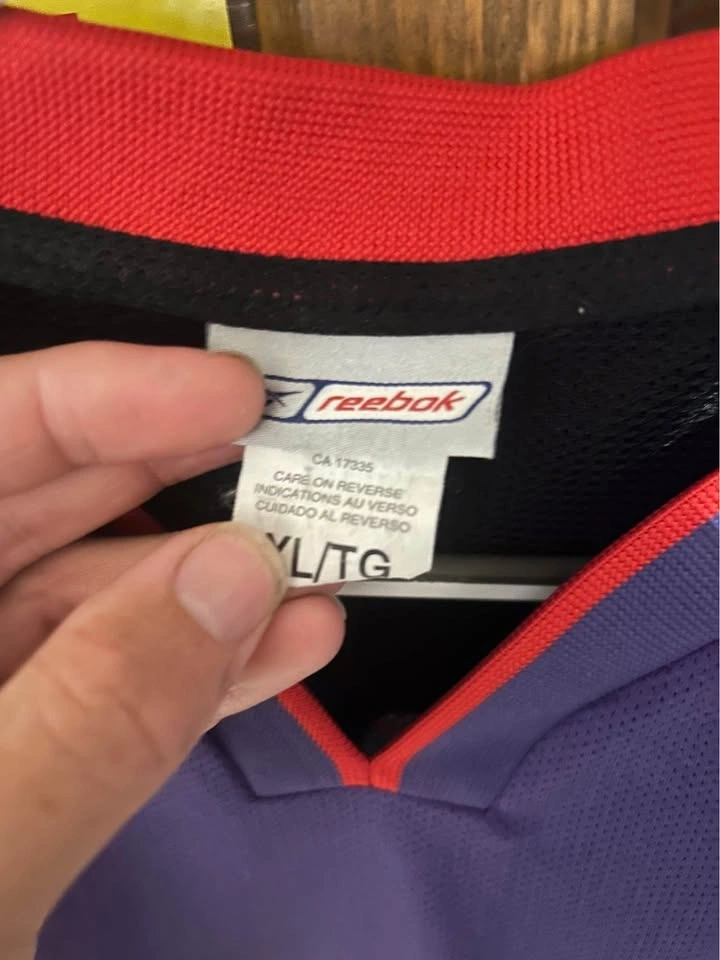 reebok
CA 17335
CARE ON REVERSE
INDICATIONS AU VERSO
CUIDADO AL REVERSO
XL/TG